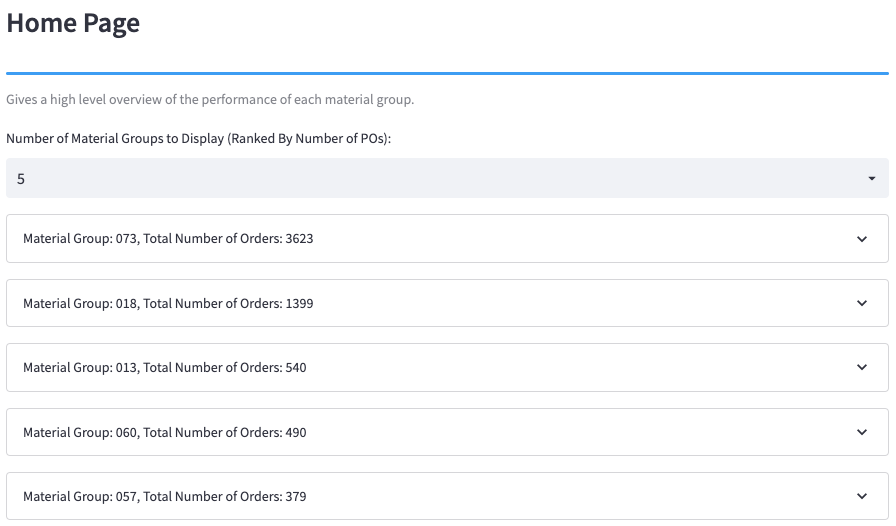 Home Page
Gives a high level overview of the performance of each material group.
Number of Material Groups to Display (Ranked By Number of POs):
5
Material Group: 073, Total Number of Orders: 3623
Material Group: 018, Total Number of Orders: 1399
Material Group: 013, Total Number of Orders: 540
Material Group: 060, Total Number of Orders: 490
Material Group: 057, Total Number of Orders: 379